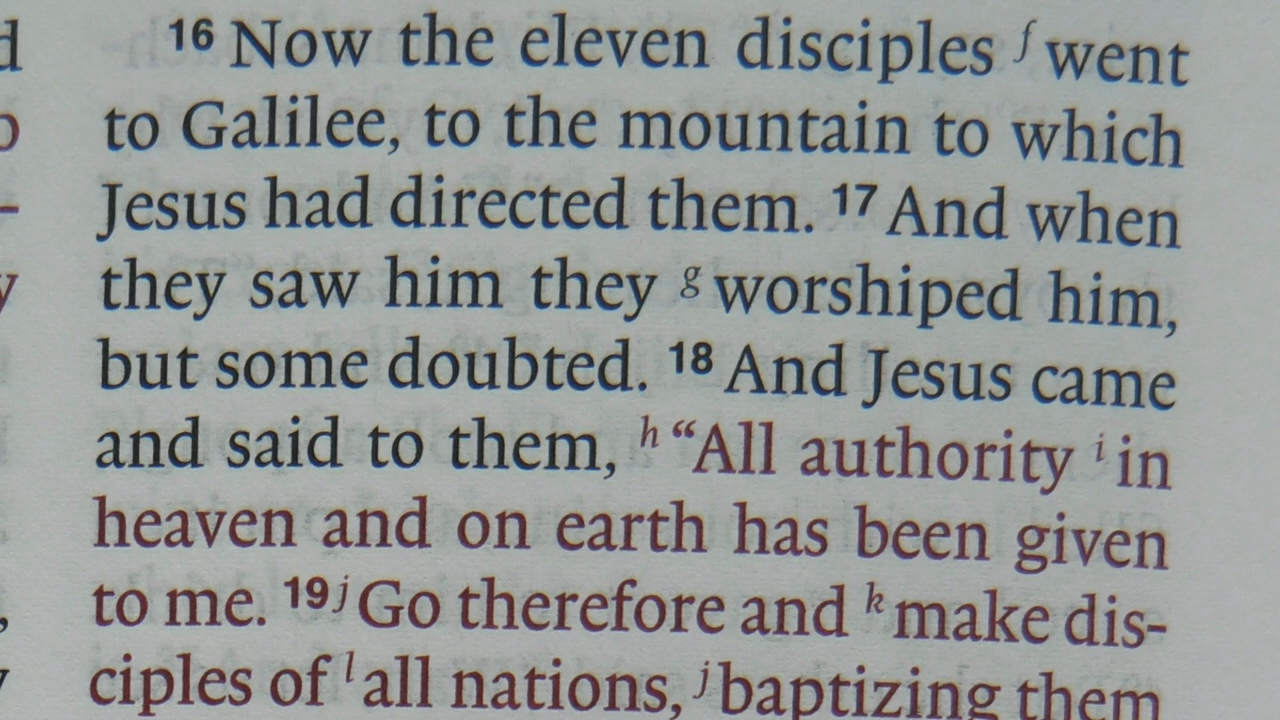 16 Now the eleven disciples f went
to Galilee, to the mountain to which
Jesus had directed them. 17 And when
they saw him they g worshiped him,
but some doubted. 18 And Jesus came
and said to them, h “All authority i in
heaven and on earth has been given
to me. 19 j Go therefore and k make dis-
ciples of l all nations, j baptizing them